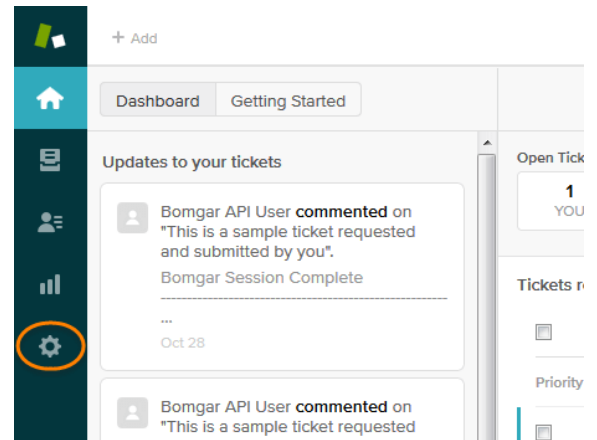 + Add
Dashboard
Getting Started
Updates to your tickets
Bomgar API User commented on
"This is a sample ticket requested
and submitted by you".
Bomgar Session Complete
----------------------------------------------------------
...
Oct 28
Bomgar API User commented on
"This is a sample ticket requested
Open Tick
1
YOU
Tickets r
Priority